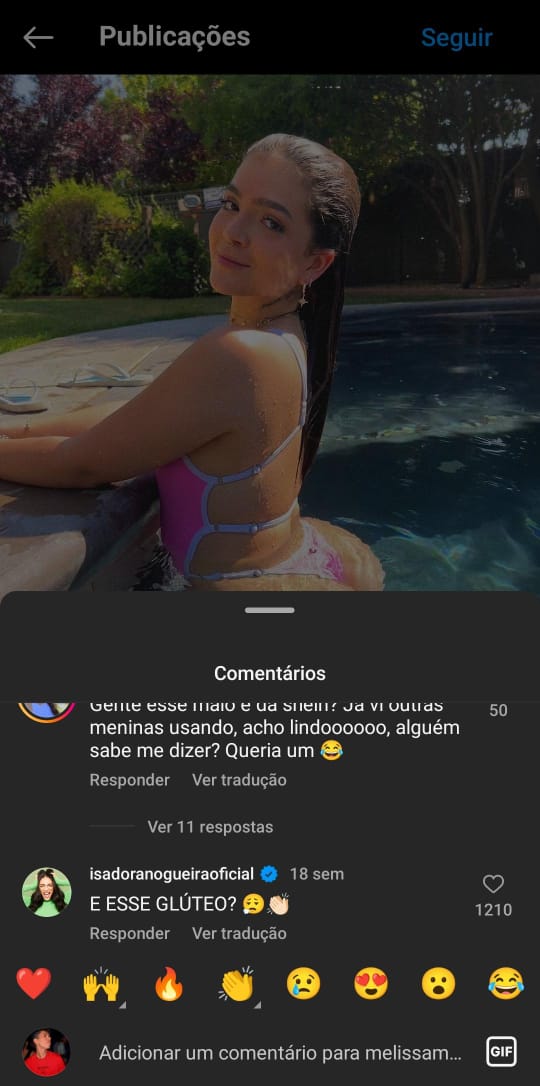 Publicações
Seguir
Comentários
Gente esse maiô é da shein? Já vi outras
meninas usando, acho lindoooooo, alguém
sabe me dizer? Queria um 😂
50
Responder Ver tradução
Ver 11 respostas
isadoranogueiraoficial 18 sem
E ESSE GLÚTEO? 😮‍💨👏🏻
1210
Responder Ver tradução
❤️ 🙌 🔥 👏 😢 😍 😮 😂
Adicionar um comentário para melissam...
GIF